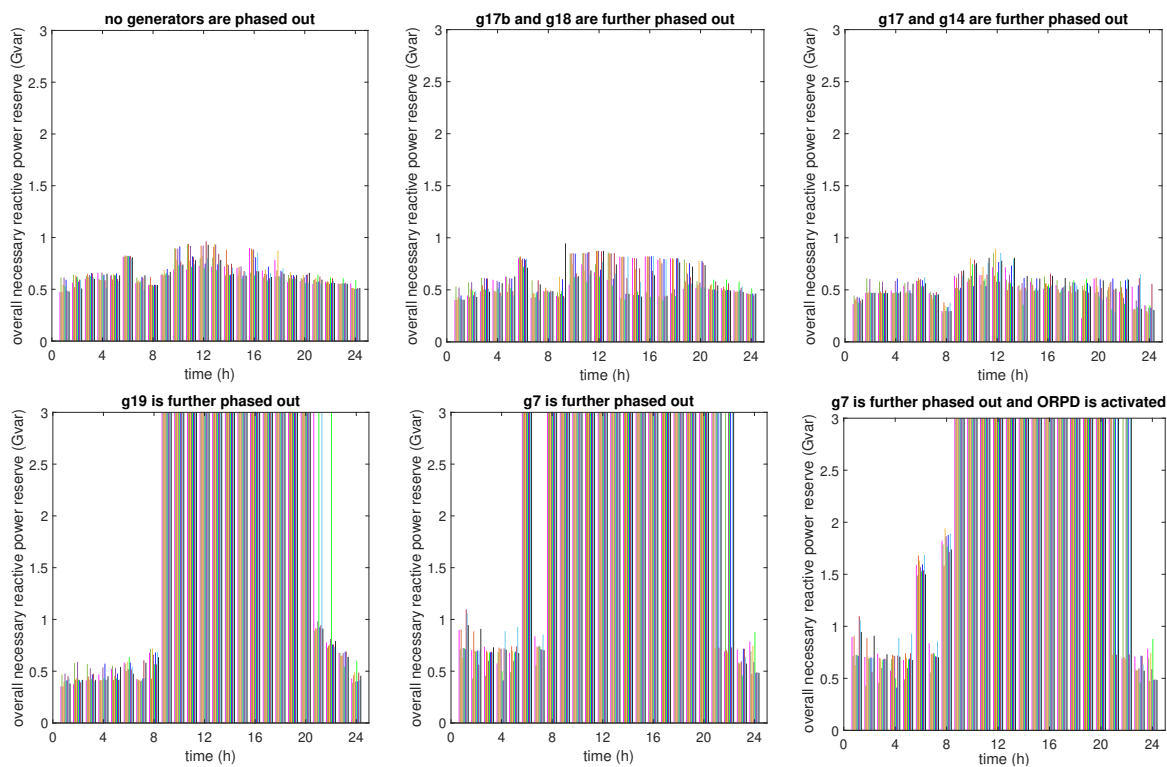 no generators are phased out
overall necessary reactive power reserve (Gvar)
3
2.5
2
1.5
1
0.5
0
0 4 8 12 16 20 24
time (h)
g17b and g18 are further phased out
overall necessary reactive power reserve (Gvar)
3
2.5
2
1.5
1
0.5
0
0 4 8 12 16 20 24
time (h)
g17 and g14 are further phased out
overall necessary reactive power reserve (Gvar)
3
2.5
2
1.5
1
0.5
0
0 4 8 12 16 20 24
time (h)
g19 is further phased out
overall necessary reactive power reserve (Gvar)
3
2.5
2
1.5
1
0.5
0
0 4 8 12 16 20 24
time (h)
g7 is further phased out
overall necessary reactive power reserve (Gvar)
3
2.5
2
1.5
1
0.5
0
0 4 8 12 16 20 24
time (h)
g7 is further phased out and ORPD is activated
overall necessary reactive power reserve (Gvar)
3
2.5
2
1.5
1
0.5
0
0 4 8 12 16 20 24
time (h)